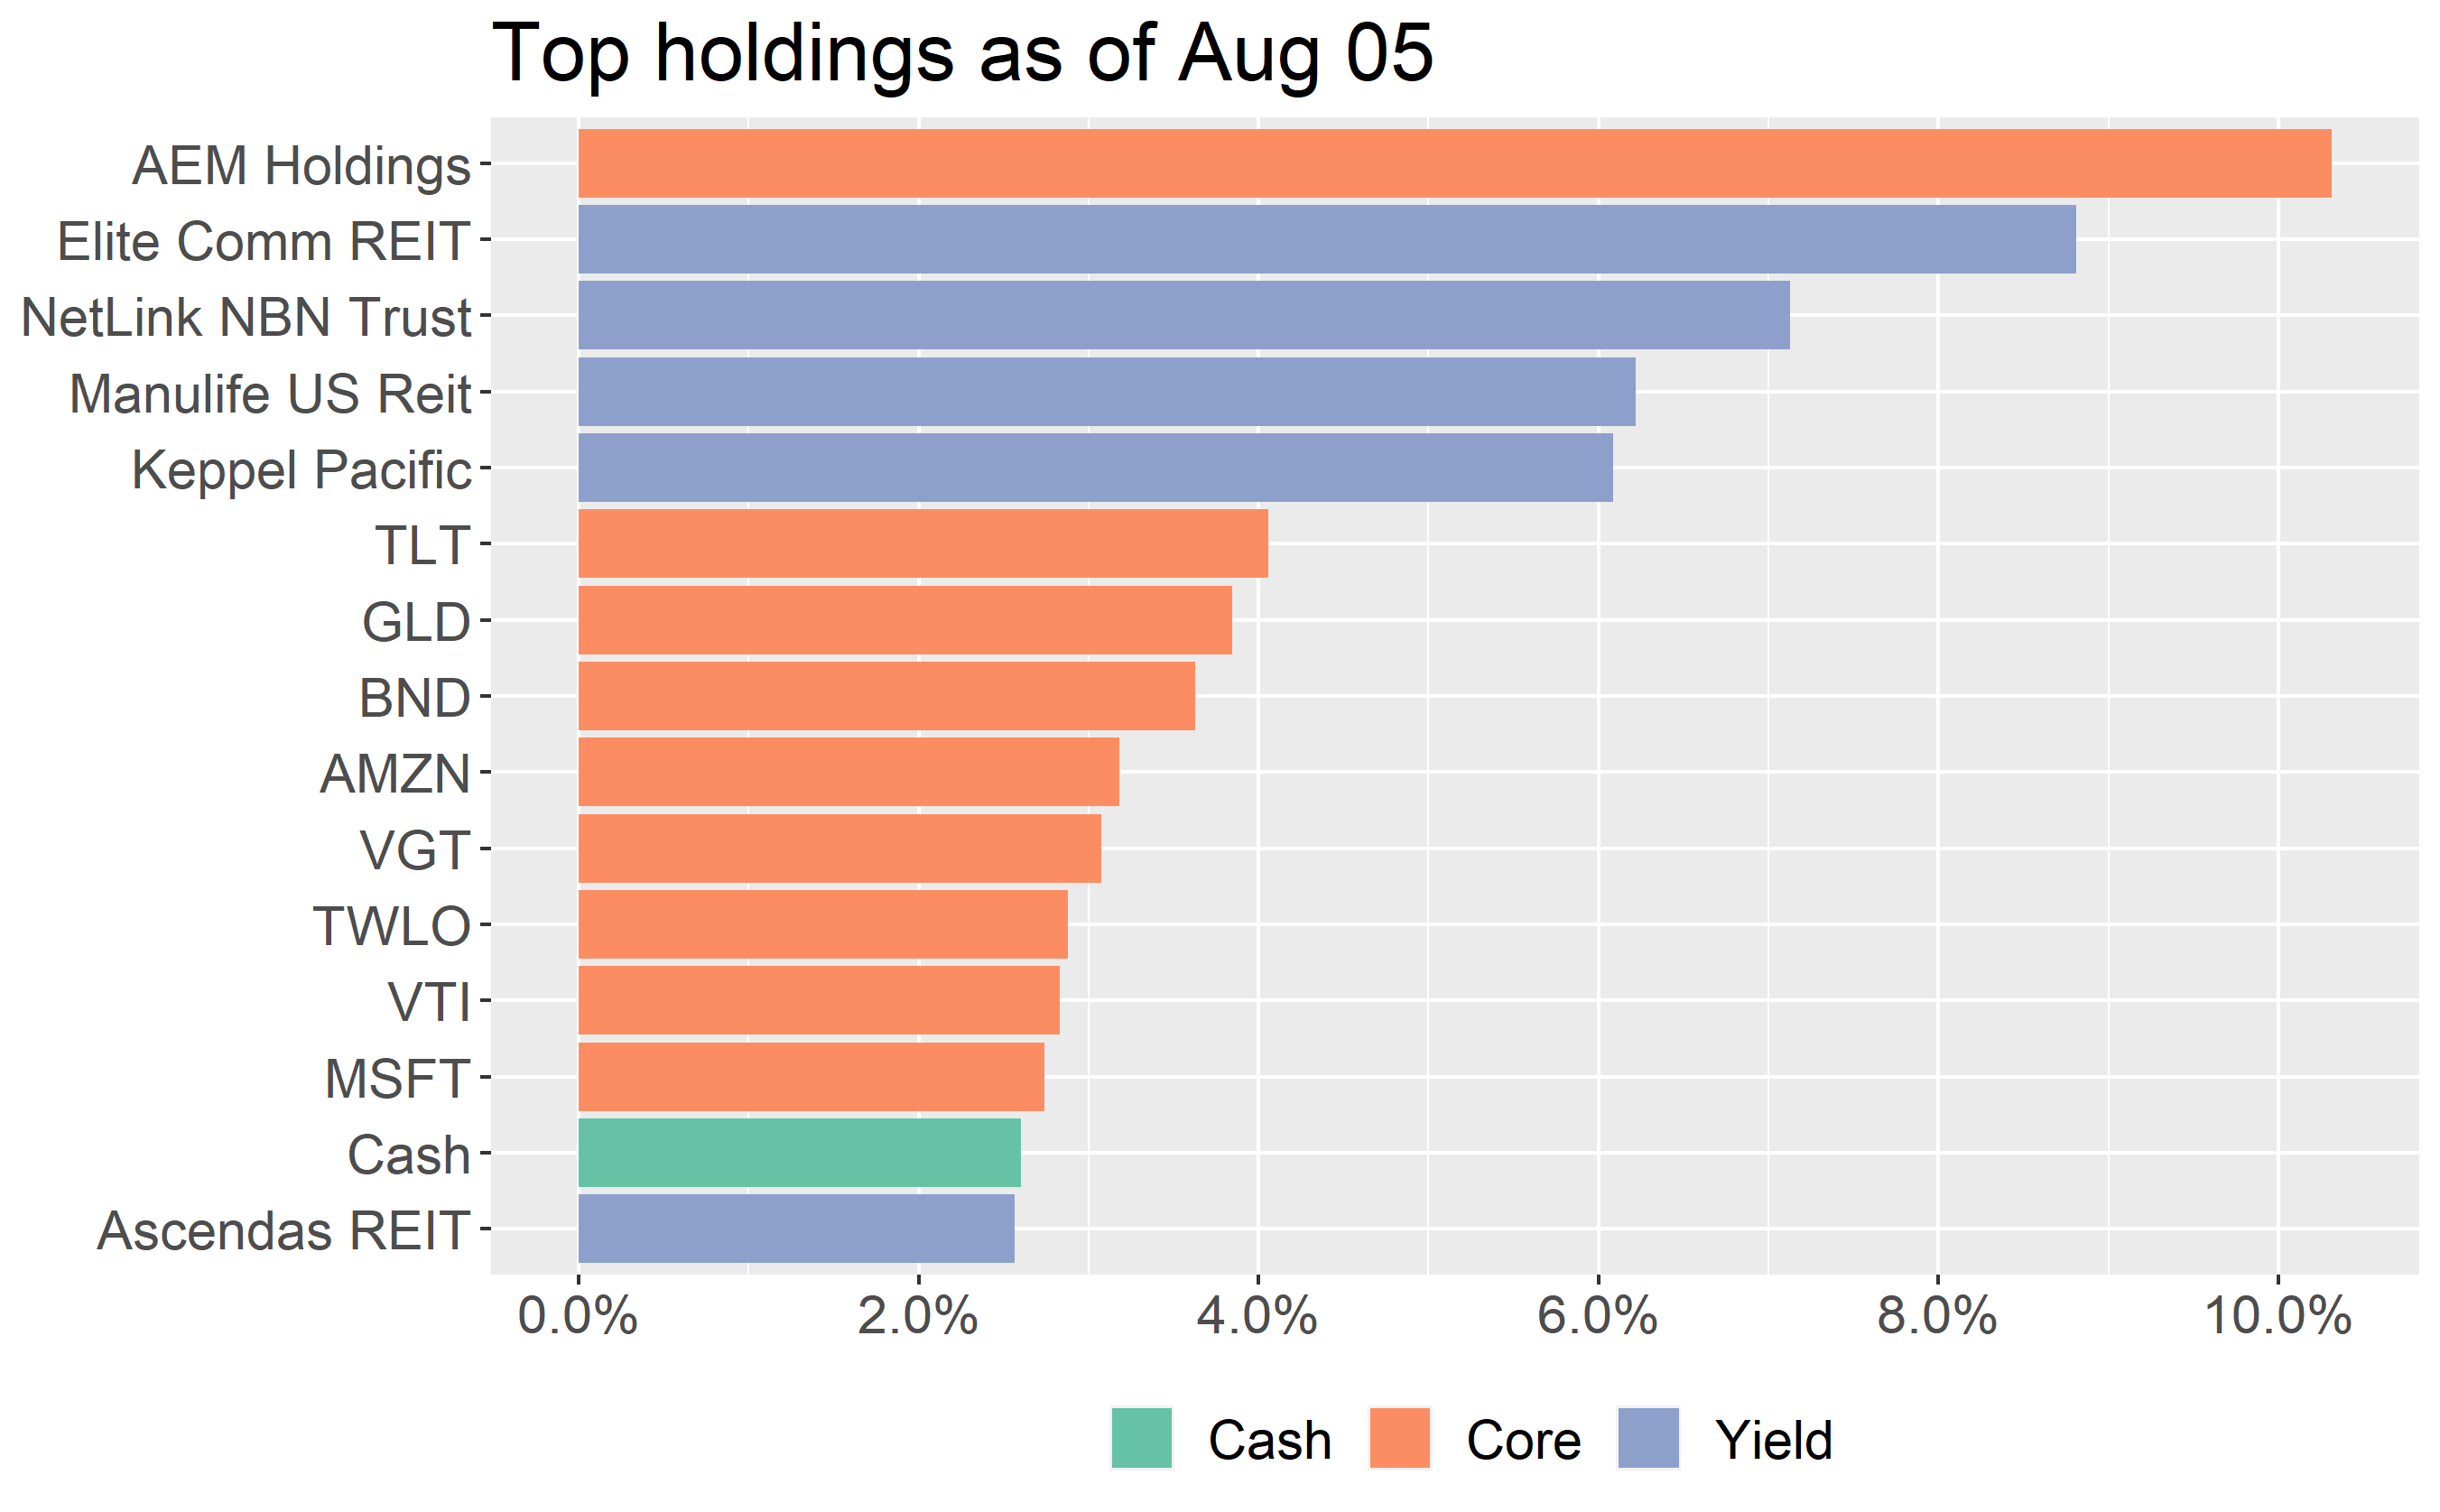 Top holdings as of Aug 05
AEM Holdings
Elite Comm REIT
NetLink NBN Trust
Manulife US Reit
Keppel Pacific
TLT
GLD
BND
AMZN
VGT
TWLO
VTI
MSFT
Cash
Ascendas REIT
0.0% 2.0% 4.0% 6.0% 8.0% 10.0%
Cash Core Yield